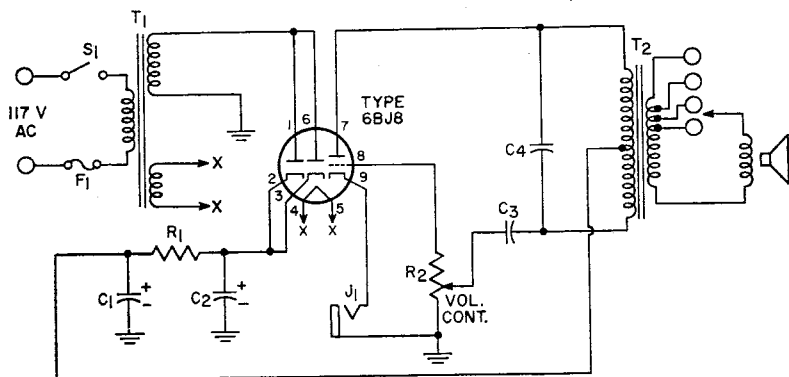 T1
S1
117 V
AC
F1
X
X
TYPE
6BJ8
1
6
7
2
3
4
5
8
9
X
X
C4
T2
C3
R1
C1
+
-
C2
+
-
J1
R2
VOL.
CONT.